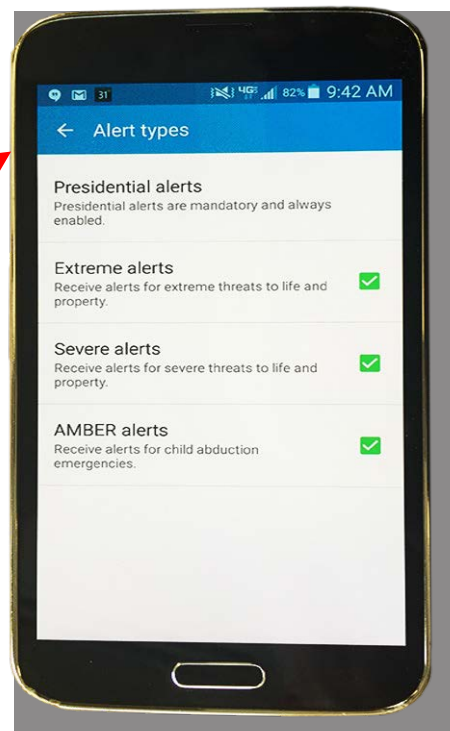 31
4G
82%
9:42 AM
Alert types
Presidential alerts
Presidential alerts are mandatory and always
enabled.
Extreme alerts
Receive alerts for extreme threats to life and
property.
Severe alerts
Receive alerts for severe threats to life and
property.
AMBER alerts
Receive alerts for child abduction
emergencies.